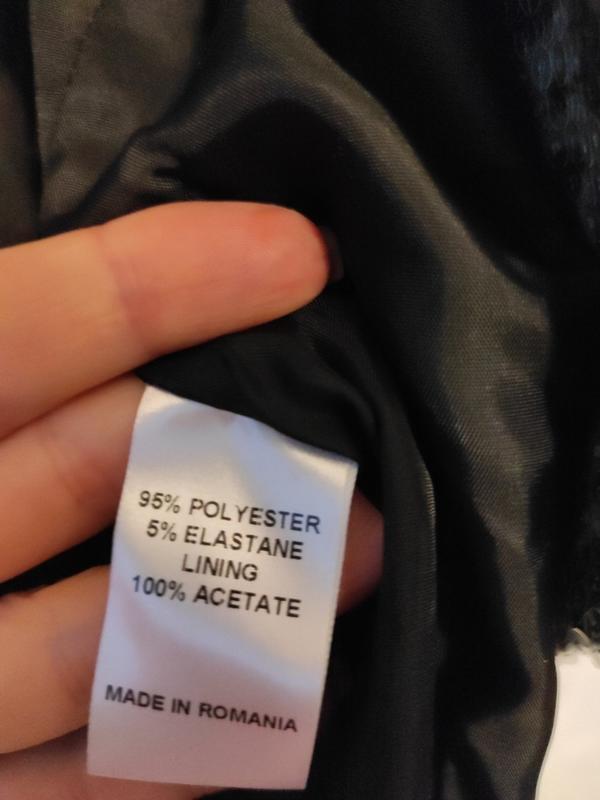 95% POLYESTER
5% ELASTANE
LINING
100% ACETATE
MADE IN ROMANIA